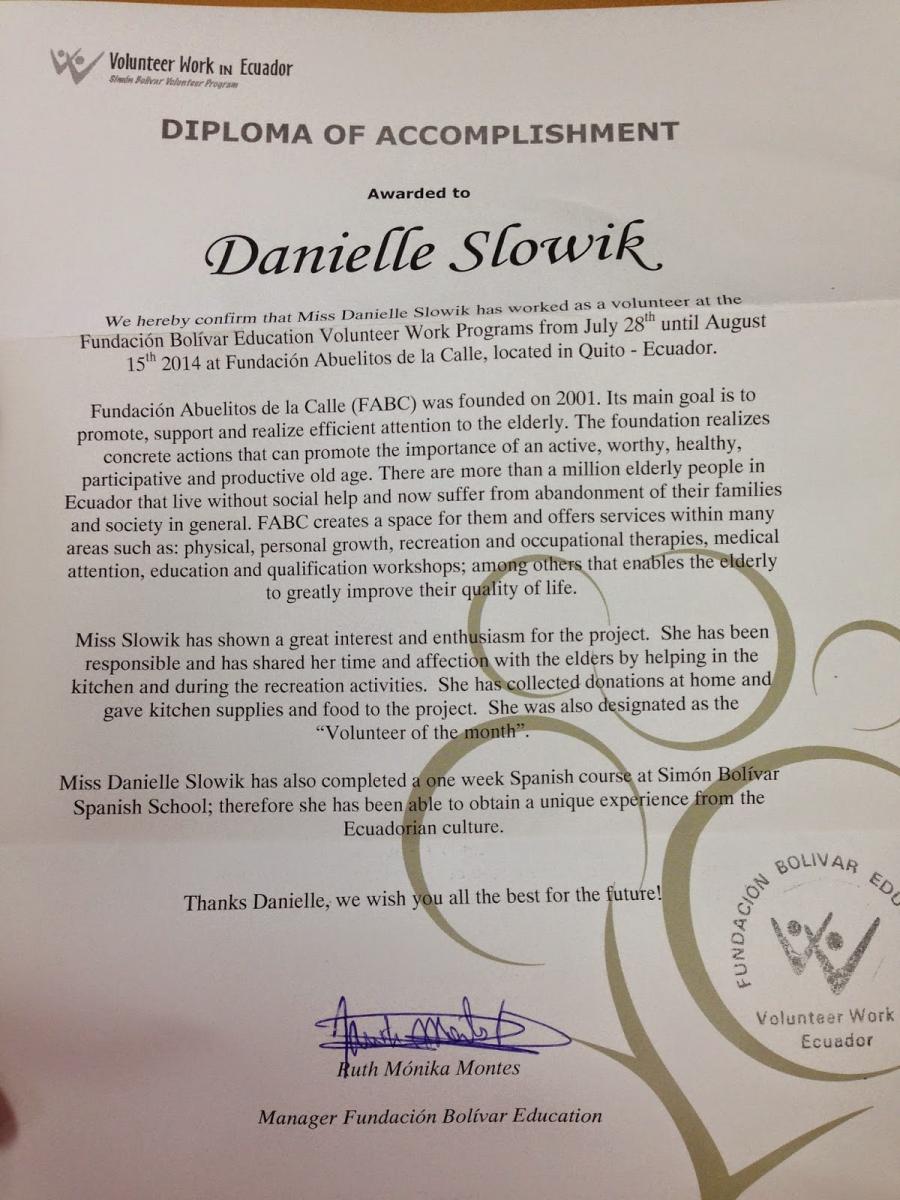 Volunteer Work IN Ecuador
Simón Bolívar Volunteer Program
DIPLOMA OF ACCOMPLISHMENT
Awarded to
Danielle Slowik
We hereby confirm that Miss Danielle Slowik has worked as a volunteer at the
Fundación Bolívar Education Volunteer Work Programs from July 28th until August
15th 2014 at Fundación Abuelitos de la Calle, located in Quito - Ecuador.
Fundación Abuelitos de la Calle (FABC) was founded on 2001. Its main goal is to
promote, support and realize efficient attention to the elderly. The foundation realizes
concrete actions that can promote the importance of an active, worthy, healthy,
participative and productive old age. There are more than a million elderly people in
Ecuador that live without social help and now suffer from abandonment of their families
and society in general. FABC creates a space for them and offers services within many
areas such as: physical, personal growth, recreation and occupational therapies, medical
attention, education and qualification workshops; among others that enables the elderly
to greatly improve their quality of life.
Miss Slowik has shown a great interest and enthusiasm for the project. She has been
responsible and has shared her time and affection with the elders by helping in the
kitchen and during the recreation activities. She has collected donations at home and
gave kitchen supplies and food to the project. She was also designated as the
“Volunteer of the month”.
Miss Danielle Slowik has also completed a one week Spanish course at Simón Bolívar
Spanish School; therefore she has been able to obtain a unique experience from the
Ecuadorian culture.
Thanks Danielle, we wish you all the best for the future!
FUNDACION BOLIVAR EDU
Volunteer Work
Ecuador
Ruth Mónika Montes
Manager Fundación Bolívar Education